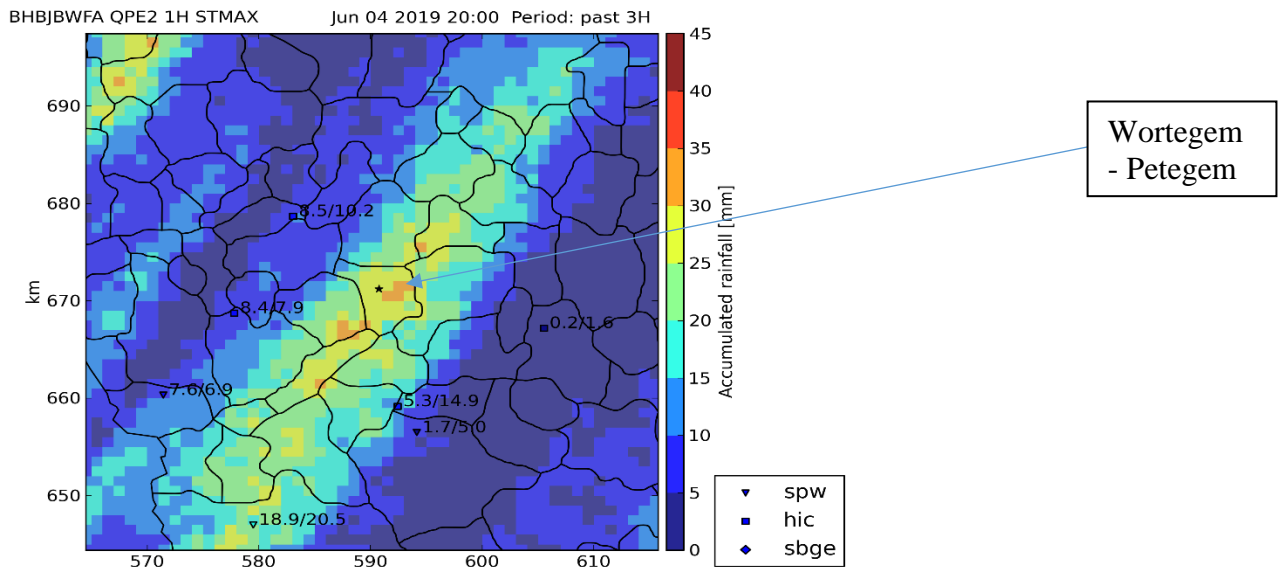 BHBJBWFA QPE2 1H STMAX Jun 04 2019 20:00 Period: past 3H
Wortegem
- Petegem
km
km
690
680
670
660
650
570 580 590 600 610
8.5/10.2
8.4/7.9
0.2/1.6
7.6/6.9
5.3/14.9
1.7/5.0
18.9/20.5
45
40
35
30
25
20
15
10
5
0
Accumulated rainfall [mm]
spw
hic
sbge